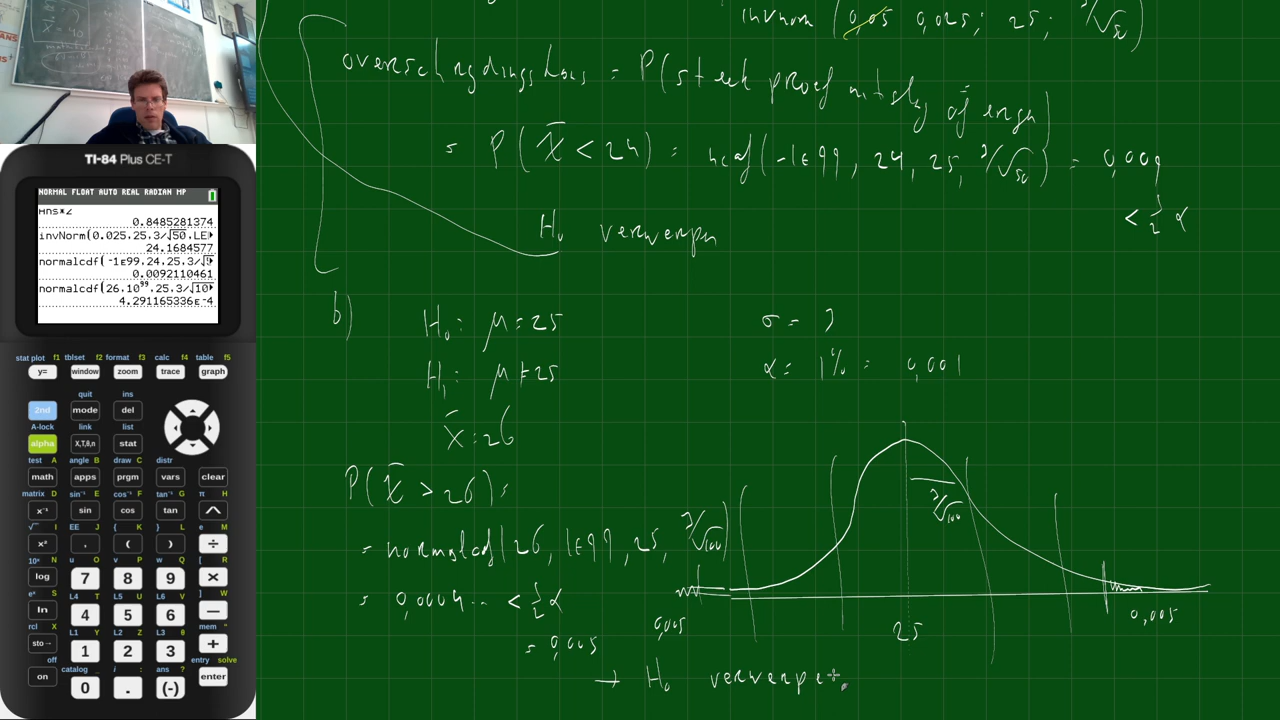 invnorm (0,05 0,025; 25; 3/√50)
overschrijdingskans = P(steekproef uitslag of erger)
= P(X̄ < 24) = ncdf(-1E99, 24, 25, 3/√50) = 0,009
< ½ α
H₀ verwerpen
b)
H₀: μ = 25
σ = 3
H₁: μ ≠ 25
α = 1% = 0,001
X̄ = 26
P(X̄ > 26) =
= normalcdf(26, 1E99, 25, 3/√100)
= 0,0004.. < ½ α
= 0,005
→ H₀ verwerpen
3/√100
0,005
25
0,005
TI-84 Plus CE-T
NORMAL FLOAT AUTO REAL RADIAN MP
Ans*2
0.8485281374
invNorm(0.025,25,3/√50,LE
24.1684577
normalcdf(-1E99,24,25,3/√5
0.0092110461
normalcdf(26,10⁹⁹,25,3/√10
4.291165336E-4
stat plot f1 tblset f2 format f3 calc f4 table f5
y= window zoom trace graph
quit ins
2nd mode del
A-lock link list
alpha X,T,θ,n stat
test A angle B draw C distr
math apps prgm vars clear
matrix D sin⁻¹ E cos⁻¹ F tan⁻¹ G π H
x⁻¹ sin cos tan ^
√ I EE J { K } L e M
x² , ( ) ÷
10ˣ N u O v P w Q [ R
log 7 8 9 ×
eˣ S L4 T L5 U L6 V ] W
ln 4 5 6 —
rcl X L1 Y L2 Z L3 θ mem "
sto→ 1 2 3 +
off catalog _ i : ans ? entry solve
on 0 . (-) enter